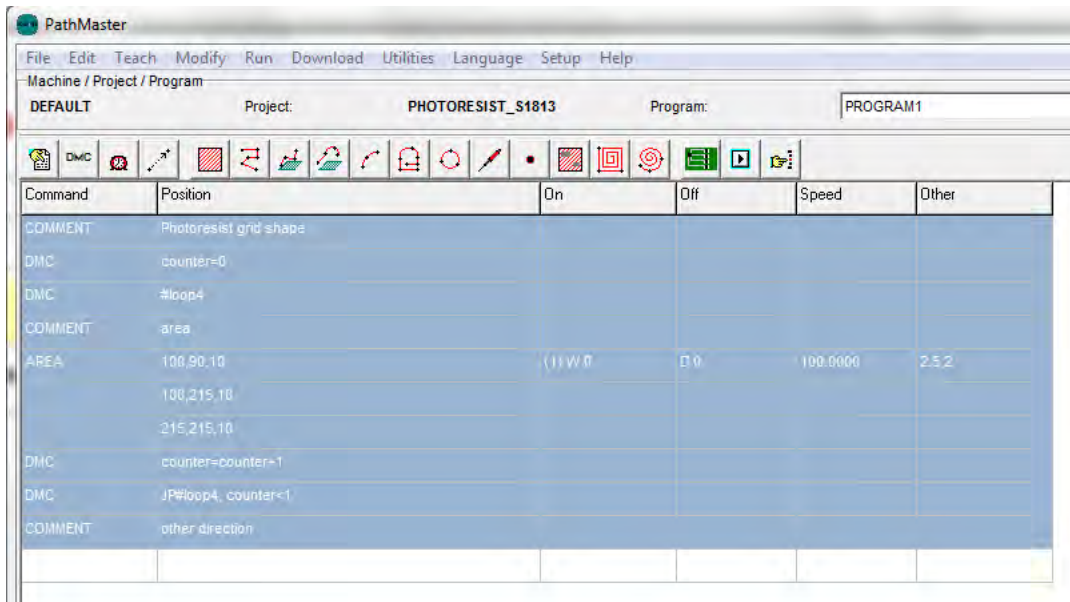 PathMaster
File Edit Teach Modify Run Download Utilities Language Setup Help
Machine / Project / Program
DEFAULT Project: PHOTORESIST_S1813 Program: PROGRAM1
DMC
Command Position On Off Speed Other
COMMENT Photoresist grid shape
DMC counter=0
DMC #loop4
COMMENT area
AREA 100,90,10 (1) W 0 D 0 100.0000 2,5,2
100,215,10
215,215,10
DMC counter=counter+1
DMC JP#loop4, counter<1
COMMENT other direction